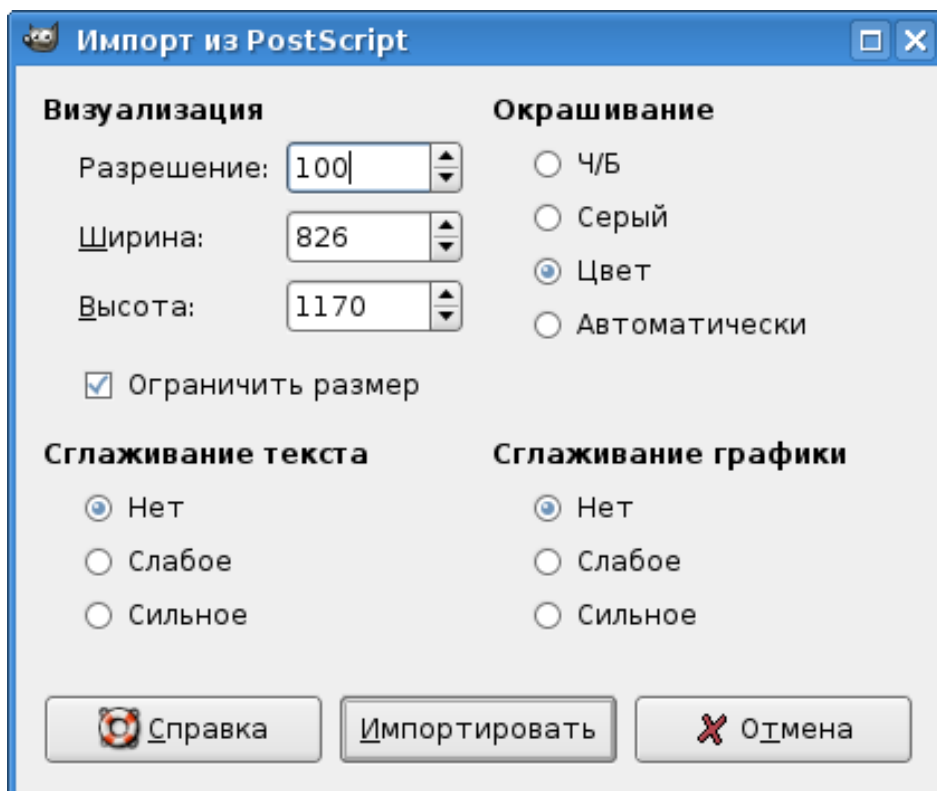 Импорт из PostScript
Визуализация
Разрешение: 100
Ширина: 826
Высота: 1170
Ограничить размер
Окрашивание
Ч/Б
Серый
Цвет
Автоматически
Сглаживание текста
Нет
Слабое
Сильное
Сглаживание графики
Нет
Слабое
Сильное
Справка
Импортировать
Отмена